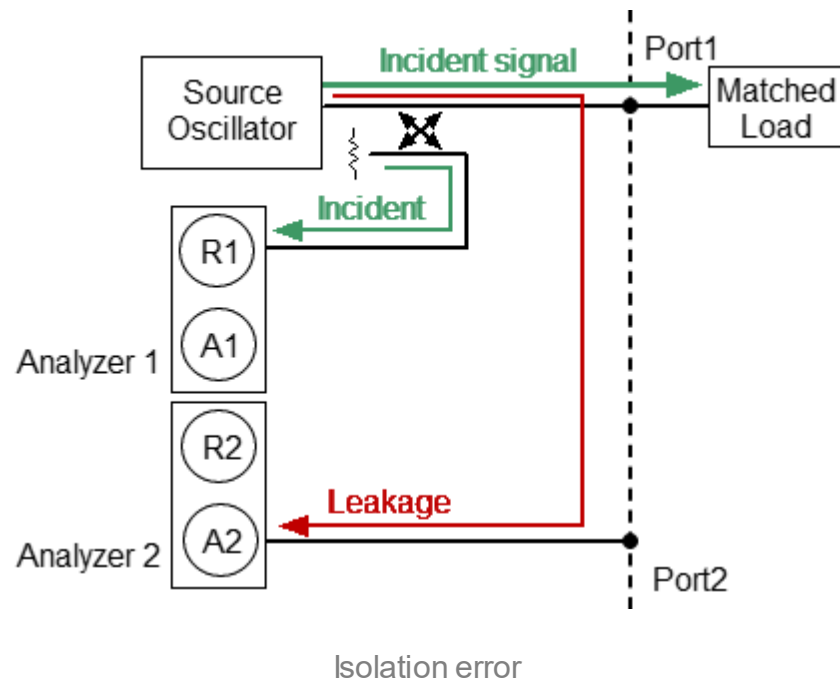 Incident signal
Port1
Source
Oscillator
Matched
Load
Incident
R1
A1
Analyzer 1
R2
Leakage
A2
Analyzer 2
Port2
Isolation error